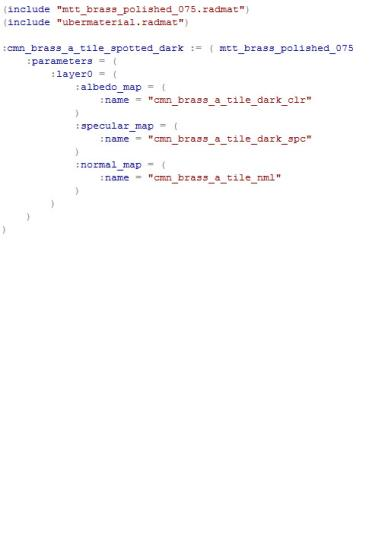 (include "mtt_brass_polished_075.radmat")
(include "ubermaterial.radmat")
:cmn_brass_a_tile_spotted_dark := ( mtt_brass_polished_075
:parameters = (
:layer0 = (
:albedo_map = (
:name = "cmn_brass_a_tile_dark_clr"
)
:specular_map = (
:name = "cmn_brass_a_tile_dark_spc"
)
:normal_map = (
:name = "cmn_brass_a_tile_nml"
)
)
)
)